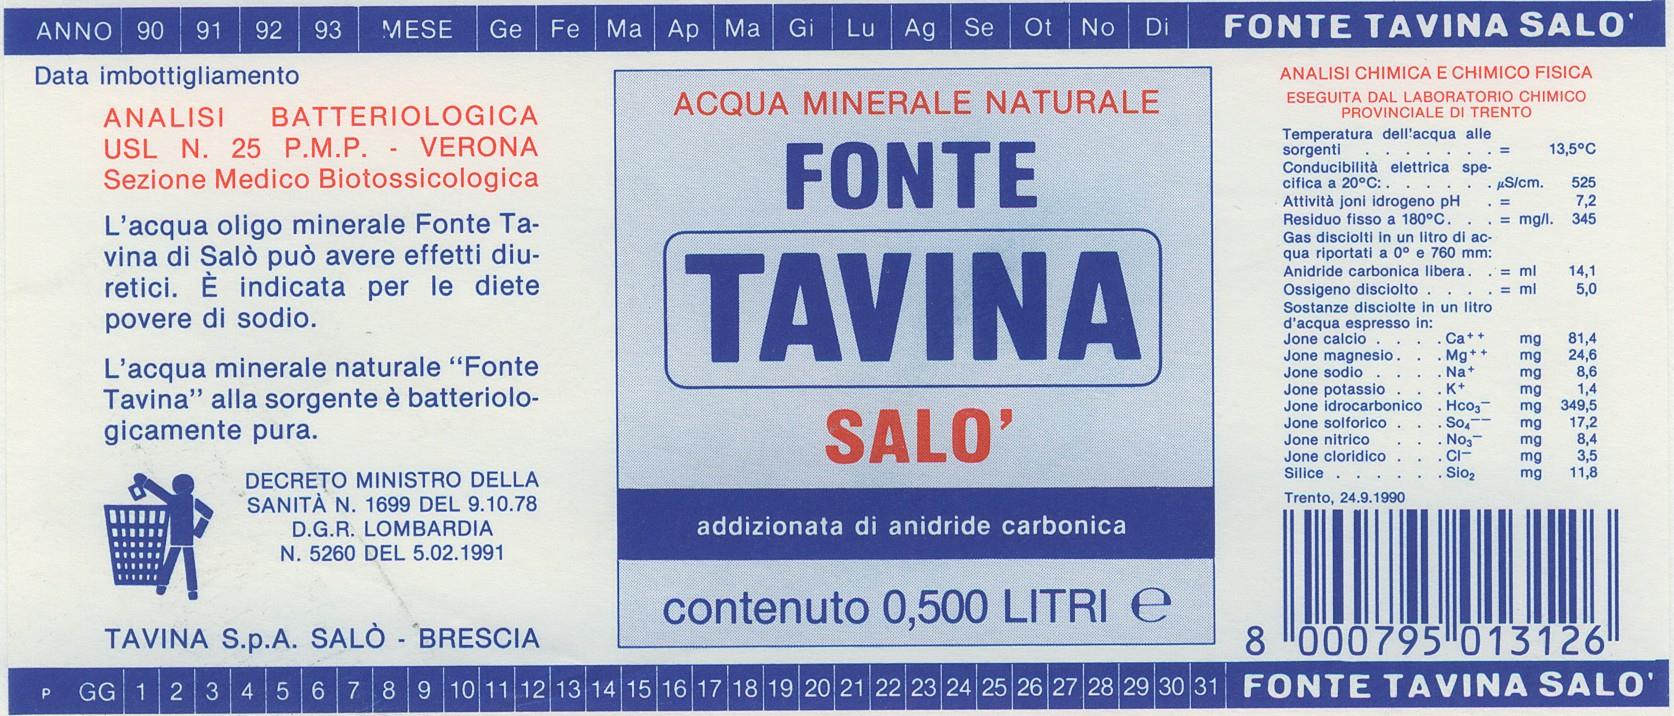 ANNO 90 91 92 93 MESE Ge Fe Ma Ap Ma Gi Lu Ag Se Ot No Di FONTE TAVINA SALO'
Data imbottigliamento
ANALISI BATTERIOLOGICA
USL N. 25 P.M.P. - VERONA
Sezione Medico Biotossicologica
L'acqua oligo minerale Fonte Ta-
vina di Salò può avere effetti diu-
retici. È indicata per le diete
povere di sodio.
L'acqua minerale naturale "Fonte
Tavina" alla sorgente è batteriolo-
gicamente pura.
DECRETO MINISTRO DELLA
SANITÀ N. 1699 DEL 9.10.78
D.G.R. LOMBARDIA
N. 5260 DEL 5.02.1991
TAVINA S.p.A. SALÒ - BRESCIA
ACQUA MINERALE NATURALE
FONTE
TAVINA
SALO'
addizionata di anidride carbonica
contenuto 0,500 LITRI e
ANALISI CHIMICA E CHIMICO FISICA
ESEGUITA DAL LABORATORIO CHIMICO
PROVINCIALE DI TRENTO
Temperatura dell'acqua alle
sorgenti . . . . . . . = 13,5°C
Conducibilità elettrica spe-
cifica a 20°C: . . . . . . µS/cm. 525
Attività joni idrogeno pH . = 7,2
Residuo fisso a 180°C. . . = mg/l. 345
Gas disciolti in un litro di ac-
qua riportati a 0° e 760 mm:
Anidride carbonica libera. . = ml 14,1
Ossigeno disciolto . . . . = ml 5,0
Sostanze disciolte in un litro
d'acqua espresso in:
Jone calcio . . . . Ca++ mg 81,4
Jone magnesio . . . Mg++ mg 24,6
Jone sodio . . . . Na+ mg 8,6
Jone potassio . . . K+ mg 1,4
Jone idrocarbonico . Hco₃− mg 349,5
Jone solforico . . . So₄−− mg 17,2
Jone nitrico . . . No₃− mg 8,4
Jone cloridico . . . Cl− mg 3,5
Silice . . . . . . Sio₂ mg 11,8
Trento, 24.9.1990
8 000795 013126
P GG 1 2 3 4 5 6 7 8 9 10 11 12 13 14 15 16 17 18 19 20 21 22 23 24 25 26 27 28 29 30 31 FONTE TAVINA SALO'